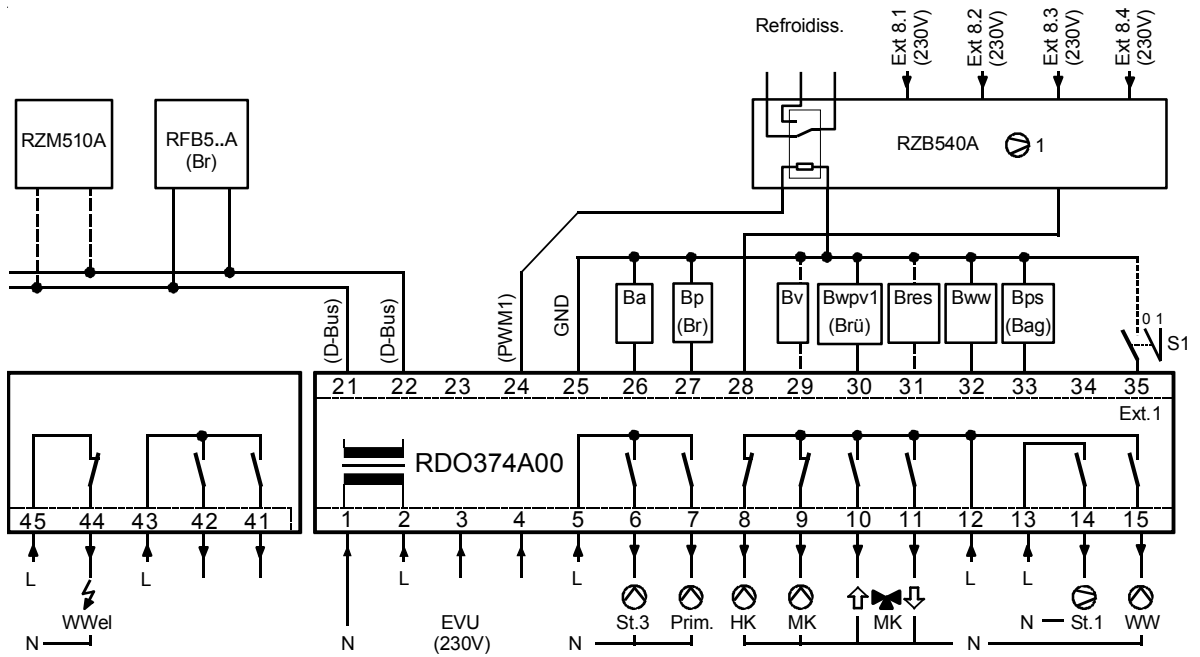 Refroidiss.
Ext 8.1
(230V)
Ext 8.2
(230V)
Ext 8.3
(230V)
Ext 8.4
(230V)
RZM510A
RFB5..A
(Br)
RZB540A
1
(D-Bus)
(D-Bus)
(PWM1)
GND
Ba
Bp
(Br)
Bv
Bwpv1
(Brü)
Bres
Bww
Bps
(Bag)
0 1
S1
21 22 23 24 25 26 27 28 29 30 31 32 33 34 35
Ext.1
RDO374A00
45 44 43 42 41
1 2 3 4 5 6 7 8 9 10 11 12 13 14 15
L
L
L
L
L
L
WWel
N
N
EVU
(230V)
N
St.3
Prim.
HK
MK
MK
N
N
St.1
WW